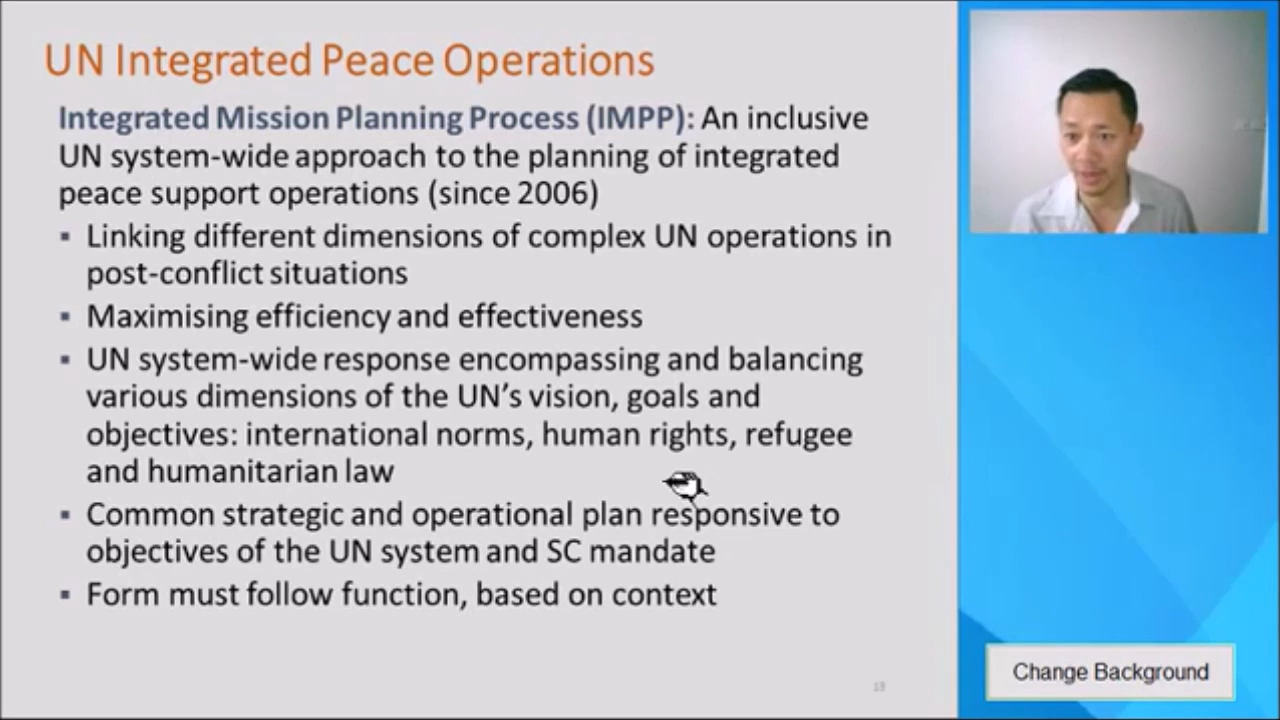 UN Integrated Peace Operations
Integrated Mission Planning Process (IMPP): An inclusive
UN system-wide approach to the planning of integrated
peace support operations (since 2006)
▪ Linking different dimensions of complex UN operations in
post-conflict situations
▪ Maximising efficiency and effectiveness
▪ UN system-wide response encompassing and balancing
various dimensions of the UN’s vision, goals and
objectives: international norms, human rights, refugee
and humanitarian law
▪ Common strategic and operational plan responsive to
objectives of the UN system and SC mandate
▪ Form must follow function, based on context
Change Background